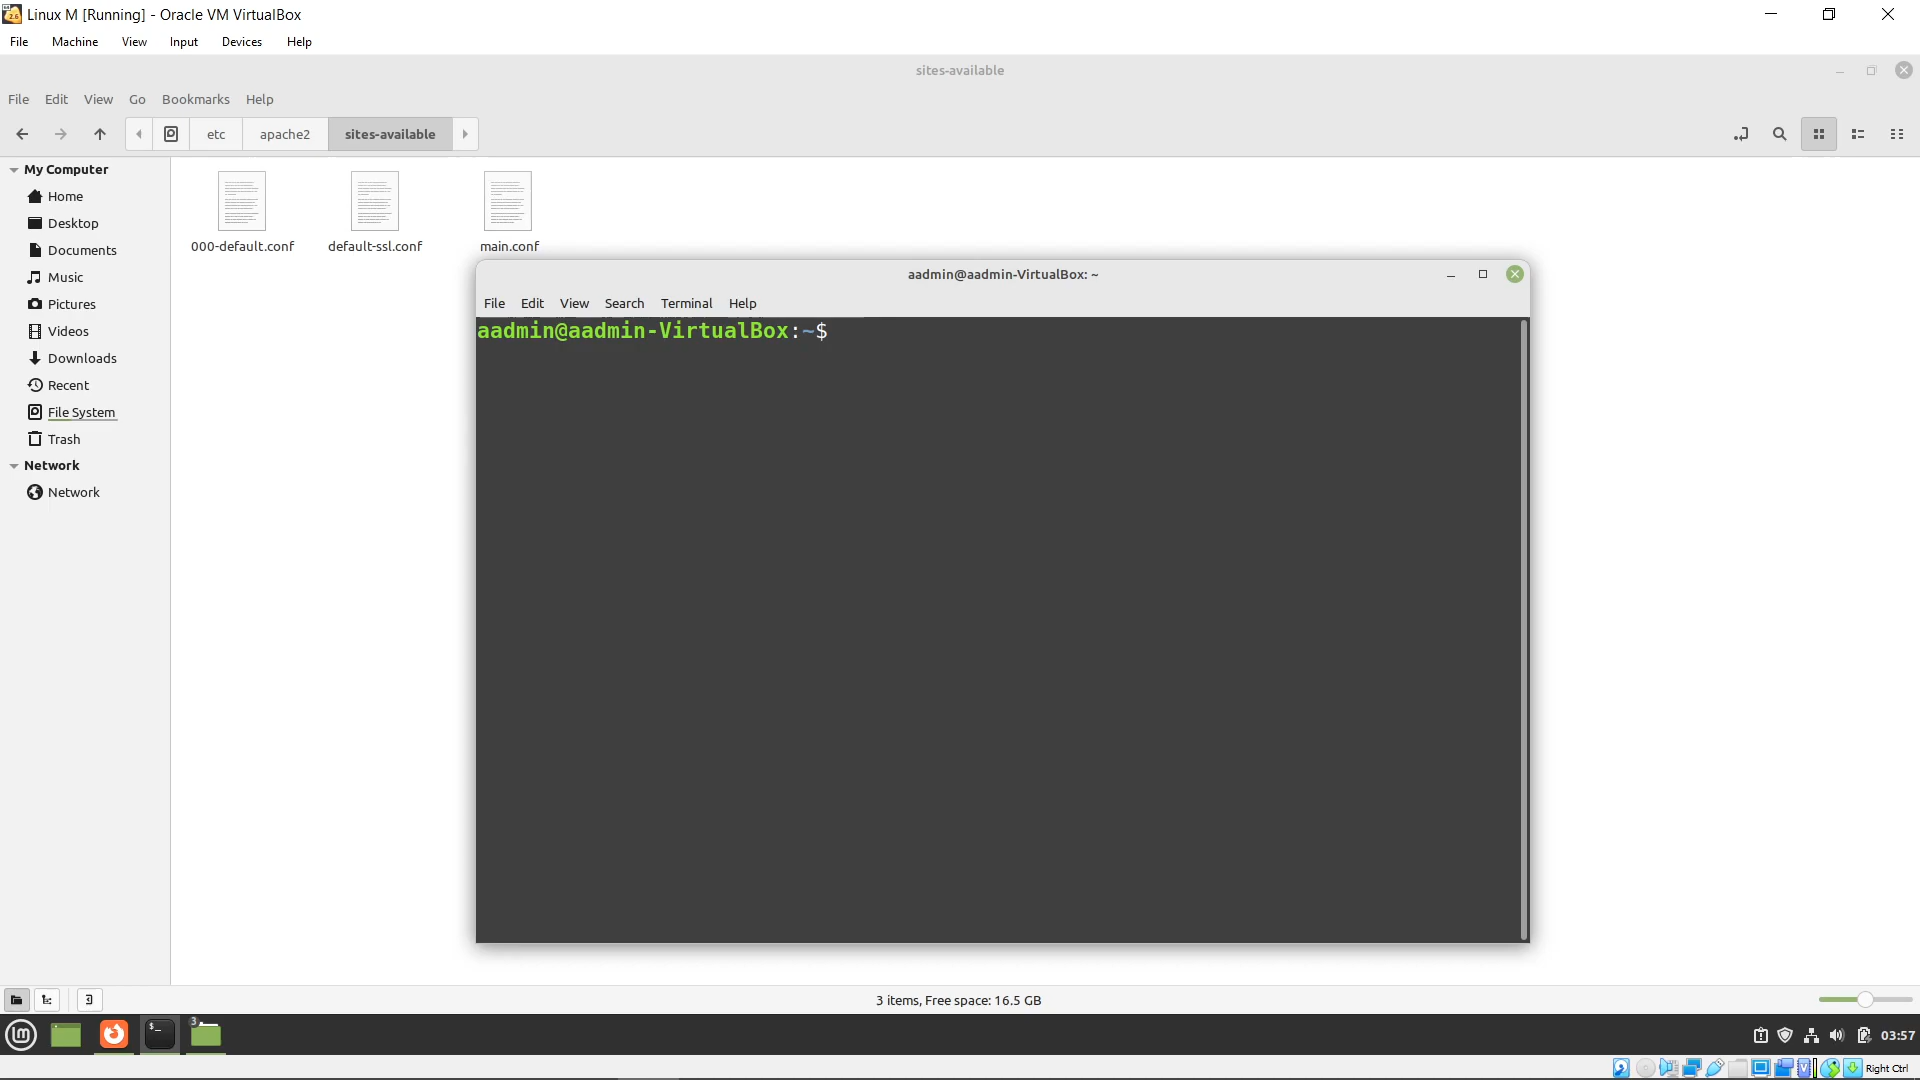 Linux M [Running] - Oracle VM VirtualBox
File Machine View Input Devices Help
sites-available
File Edit View Go Bookmarks Help
etc apache2 sites-available
My Computer
Home
Desktop
Documents
Music
Pictures
Videos
Downloads
Recent
File System
Trash
Network
Network
000-default.conf default-ssl.conf main.conf
aadmin@aadmin-VirtualBox: ~
File Edit View Search Terminal Help
aadmin@aadmin-VirtualBox:~$
3 items, Free space: 16.5 GB
3
$_
03:57
Right Ctrl